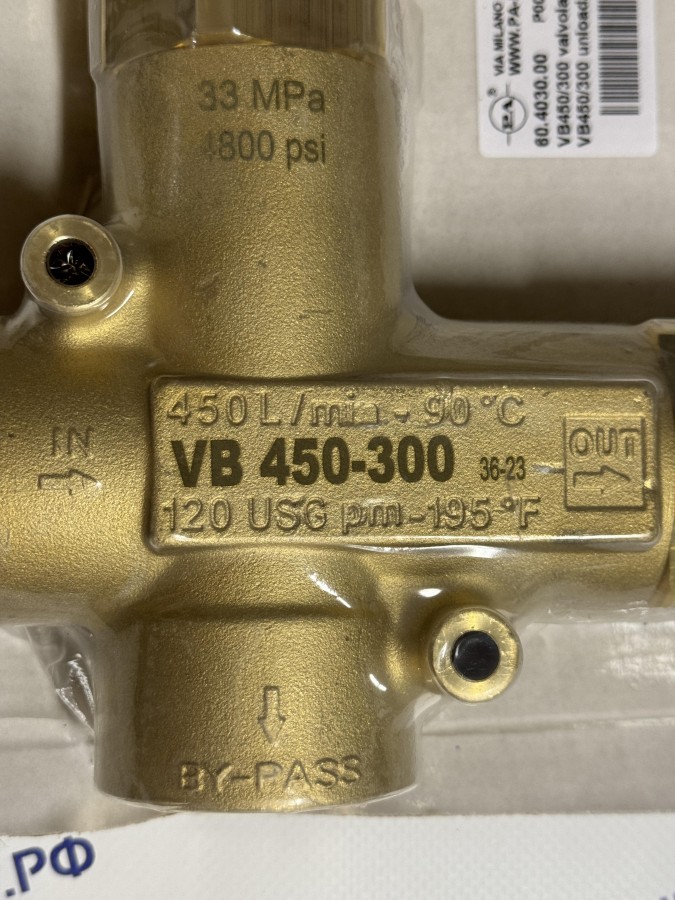 33 MPa
4800 psi
VIA MILANO
WWW.PA-
60.4030.00
VB450/300 valvola
VB450/300 unload
PA
®
IN
450 L/min - 90 °C
VB 450-300 36-23
120 USG pm - 195 °F
OUT
BY-PASS
.РФ